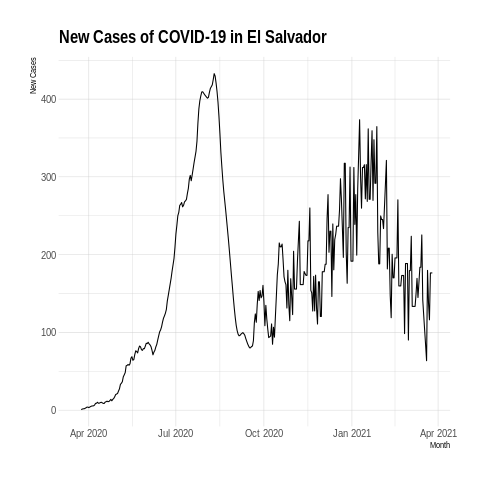 New Cases of COVID-19 in El Salvador
New Cases
400
300
200
100
0
Apr 2020 Jul 2020 Oct 2020 Jan 2021 Apr 2021
Month